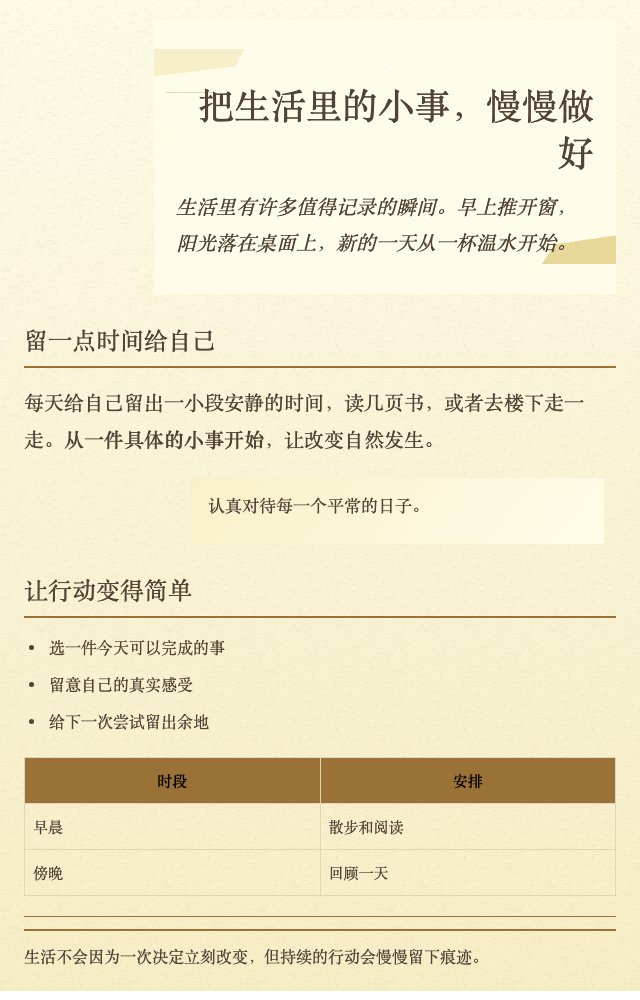 把生活里的小事，慢慢做
好
生活里有许多值得记录的瞬间。早上推开窗，
阳光落在桌面上，新的一天从一杯温水开始。
留一点时间给自己
每天给自己留出一小段安静的时间，读几页书，或者去楼下走一
走。从一件具体的小事开始，让改变自然发生。
认真对待每一个平常的日子。
让行动变得简单
• 选一件今天可以完成的事
• 留意自己的真实感受
• 给下一次尝试留出余地
时段 安排
早晨 散步和阅读
傍晚 回顾一天
生活不会因为一次决定立刻改变，但持续的行动会慢慢留下痕迹。